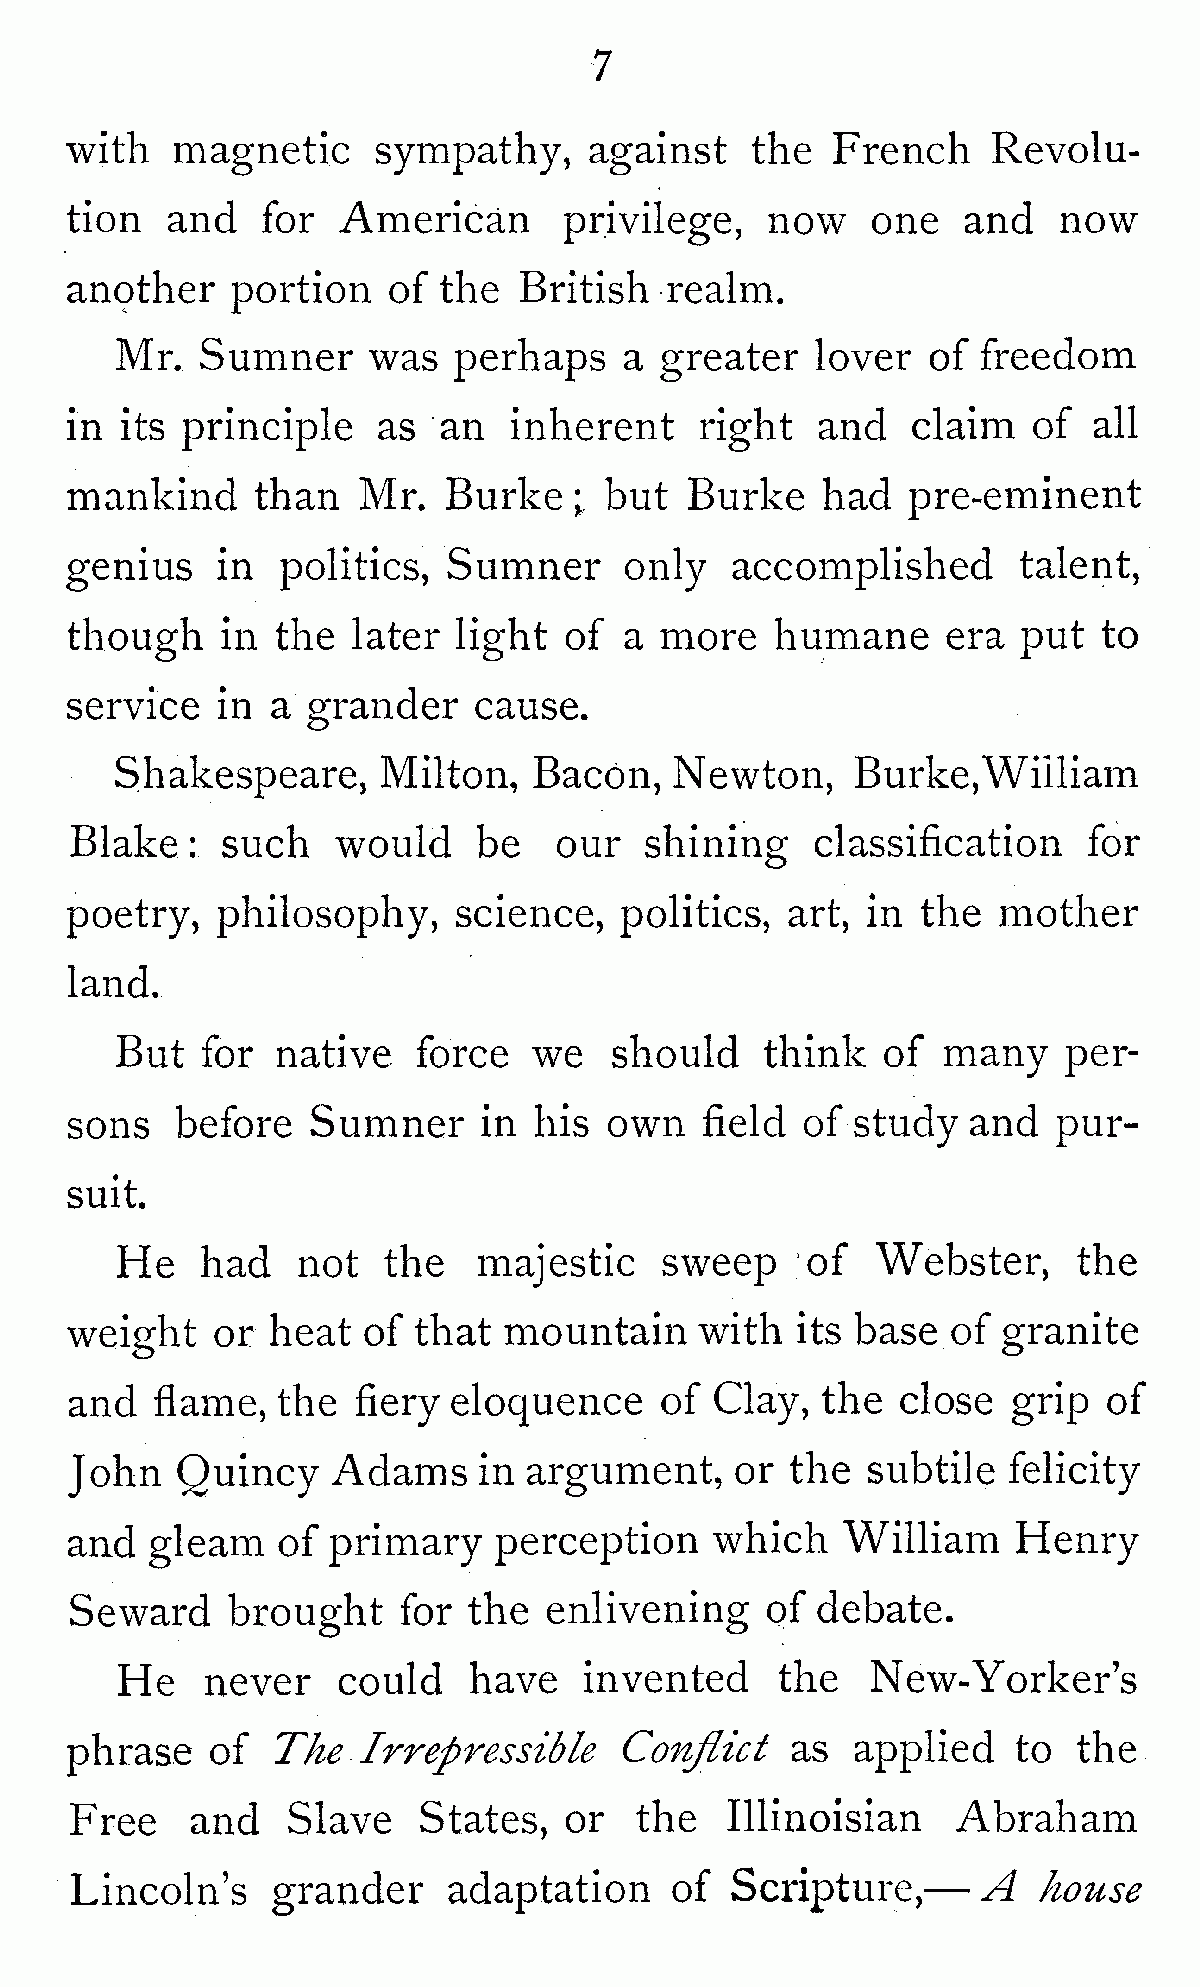 7
with magnetic sympathy, against the French Revolu-
tion and for American privilege, now one and now
another portion of the British realm.
Mr. Sumner was perhaps a greater lover of freedom
in its principle as an inherent right and claim of all
mankind than Mr. Burke; but Burke had pre-eminent
genius in politics, Sumner only accomplished talent,
though in the later light of a more humane era put to
service in a grander cause.
Shakespeare, Milton, Bacon, Newton, Burke, William
Blake: such would be our shining classification for
poetry, philosophy, science, politics, art, in the mother
land.
But for native force we should think of many per-
sons before Sumner in his own field of study and pur-
suit.
He had not the majestic sweep of Webster, the
weight or heat of that mountain with its base of granite
and flame, the fiery eloquence of Clay, the close grip of
John Quincy Adams in argument, or the subtile felicity
and gleam of primary perception which William Henry
Seward brought for the enlivening of debate.
He never could have invented the New-Yorker's
phrase of The Irrepressible Conflict as applied to the
Free and Slave States, or the Illinoisian Abraham
Lincoln's grander adaptation of Scripture,— A house